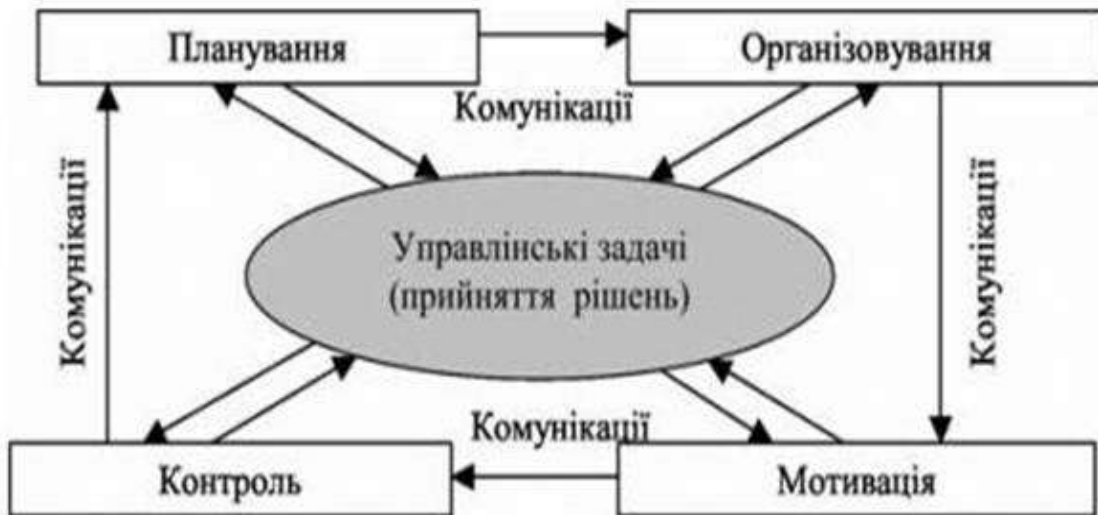 Планування
Організовування
Комунікації
Комунікації
Комунікації
Управлінські задачі
(прийняття рішень)
Комунікації
Контроль
Мотивація